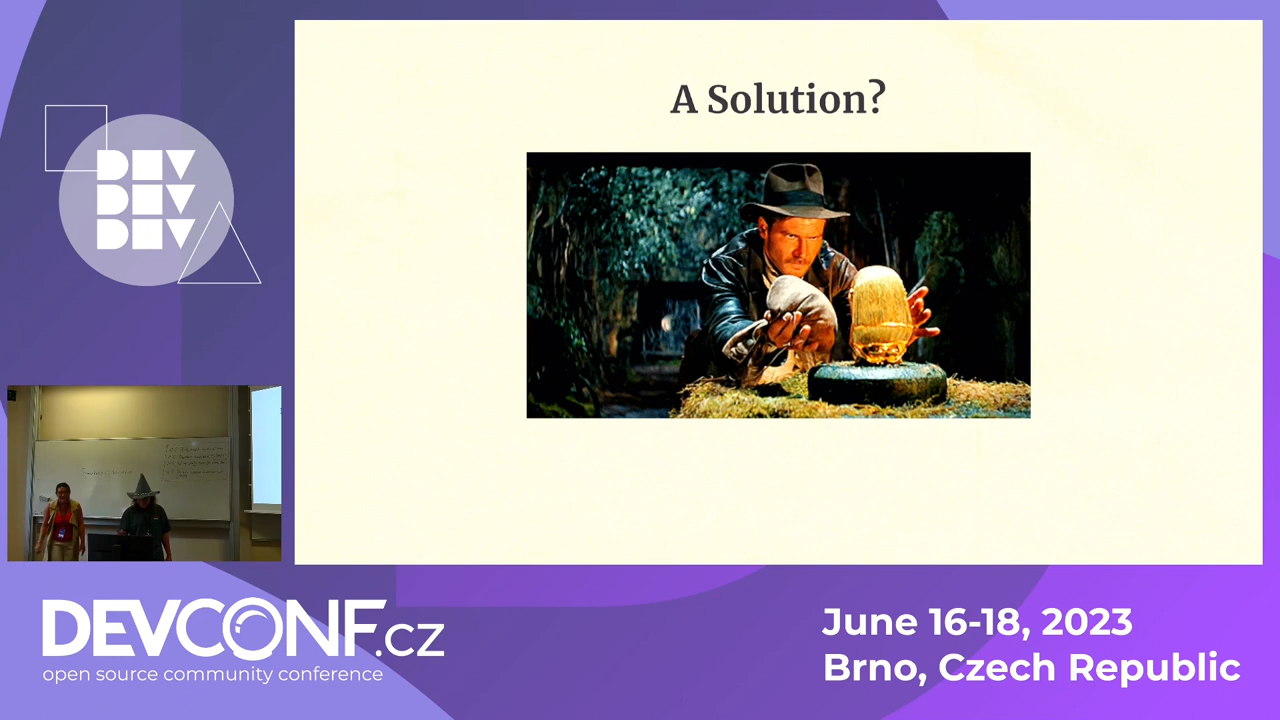 A Solution?
DEV
DEV
DEV
DEVCONF.cz
open source community conference
June 16-18, 2023
Brno, Czech Republic